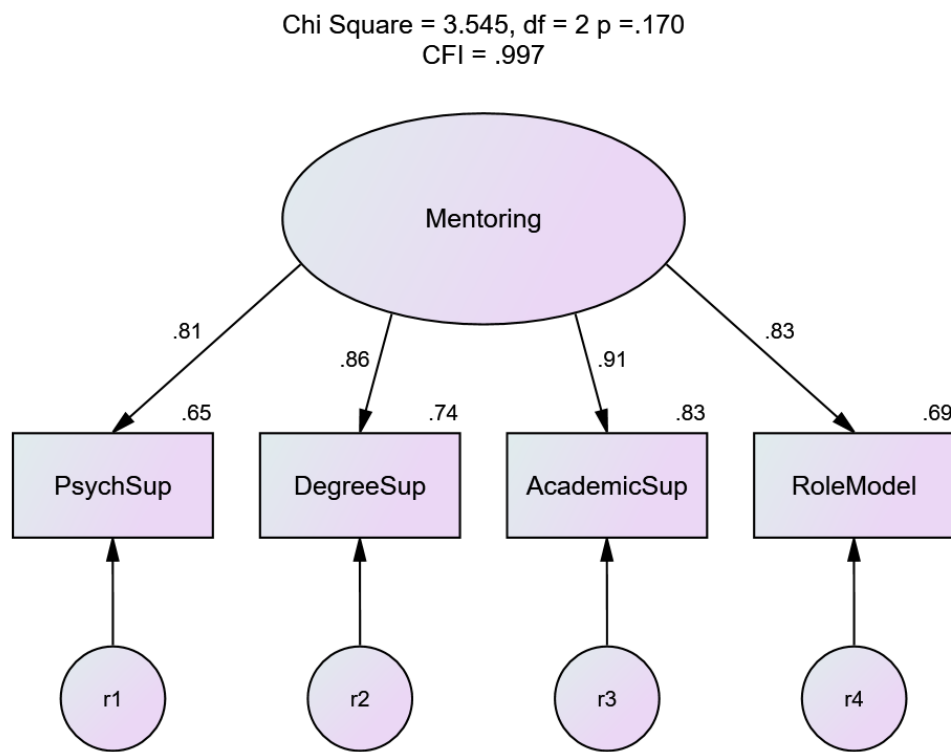 Chi Square = 3.545, df = 2 p =.170
CFI = .997
Mentoring
.81
.86
.91
.83
.65
.74
.83
.69
PsychSup
DegreeSup
AcademicSup
RoleModel
r1
r2
r3
r4